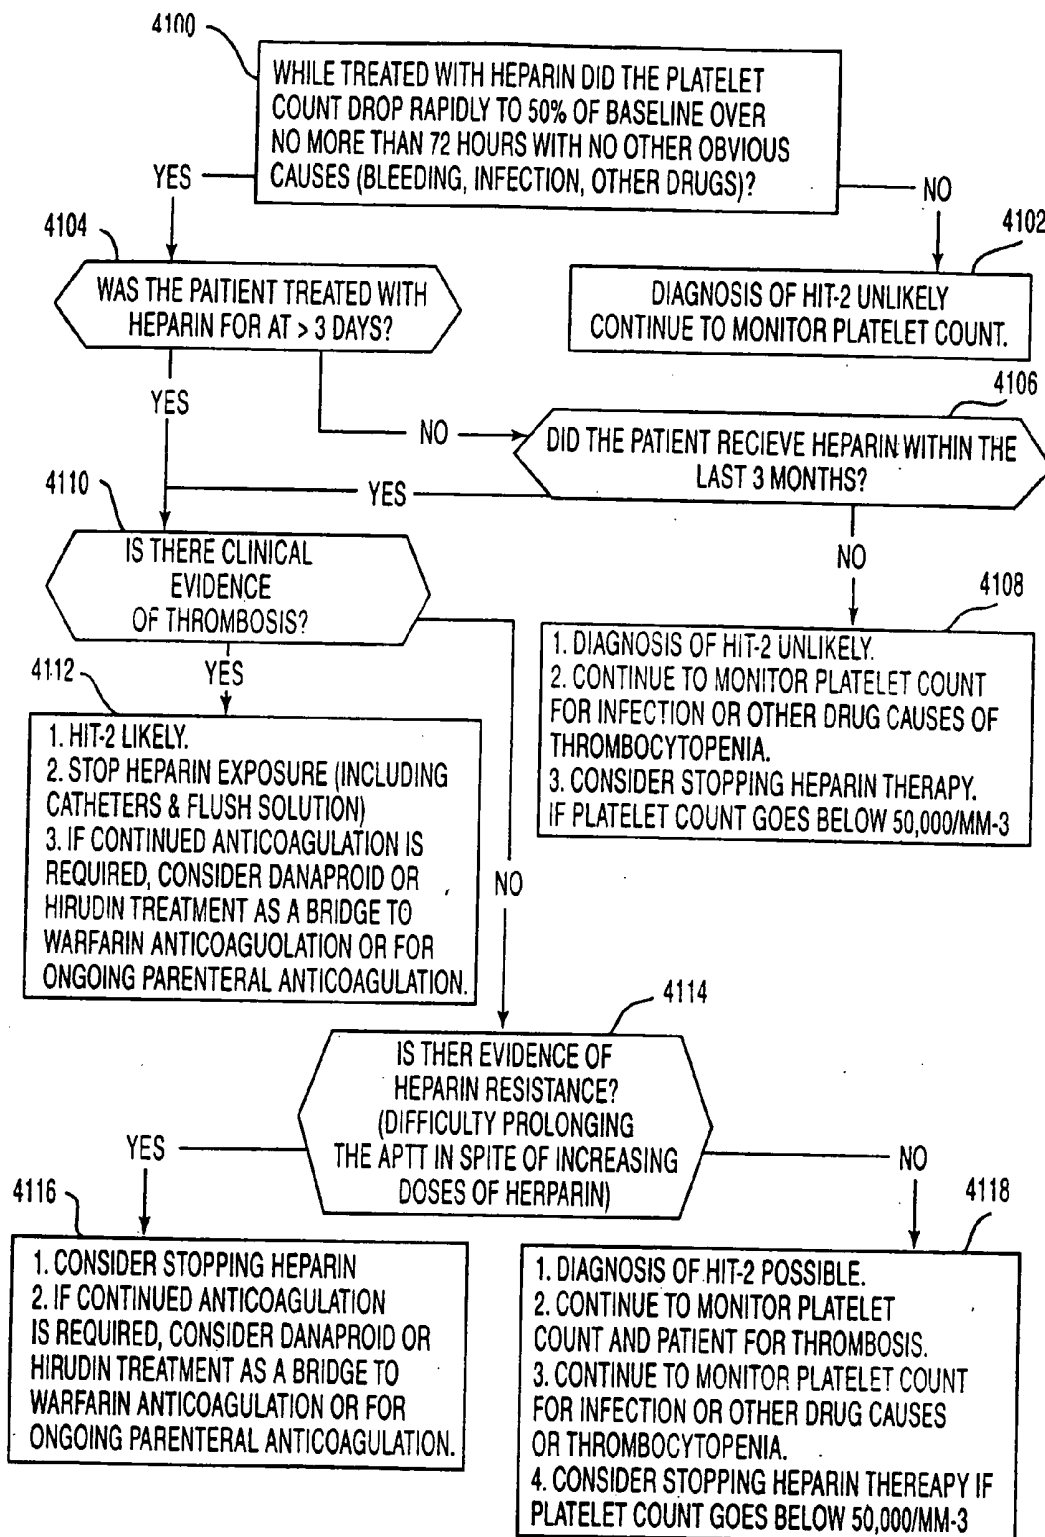 4100
WHILE TREATED WITH HEPARIN DID THE PLATELET
COUNT DROP RAPIDLY TO 50% OF BASELINE OVER
NO MORE THAN 72 HOURS WITH NO OTHER OBVIOUS
CAUSES (BLEEDING, INFECTION, OTHER DRUGS)?
YES
NO
4104
WAS THE PAITIENT TREATED WITH
HEPARIN FOR AT > 3 DAYS?
4102
DIAGNOSIS OF HIT-2 UNLIKELY
CONTINUE TO MONITOR PLATELET COUNT.
YES
NO
4106
DID THE PATIENT RECIEVE HEPARIN WITHIN THE
LAST 3 MONTHS?
YES
NO
4110
IS THERE CLINICAL
EVIDENCE
OF THROMBOSIS?
YES
NO
4108
1. DIAGNOSIS OF HIT-2 UNLIKELY.
2. CONTINUE TO MONITOR PLATELET COUNT
FOR INFECTION OR OTHER DRUG CAUSES OF
THROMBOCYTOPENIA.
3. CONSIDER STOPPING HEPARIN THERAPY.
IF PLATELET COUNT GOES BELOW 50,000/MM-3
4112
1. HIT-2 LIKELY.
2. STOP HEPARIN EXPOSURE (INCLUDING
CATHETERS & FLUSH SOLUTION)
3. IF CONTINUED ANTICOAGULATION IS
REQUIRED, CONSIDER DANAPROID OR
HIRUDIN TREATMENT AS A BRIDGE TO
WARFARIN ANTICOAGUOLATION OR FOR
ONGOING PARENTERAL ANTICOAGULATION.
4114
IS THER EVIDENCE OF
HEPARIN RESISTANCE?
(DIFFICULTY PROLONGING
THE APTT IN SPITE OF INCREASING
DOSES OF HERPARIN)
YES
NO
4116
1. CONSIDER STOPPING HEPARIN
2. IF CONTINUED ANTICOAGULATION
IS REQUIRED, CONSIDER DANAPROID OR
HIRUDIN TREATMENT AS A BRIDGE TO
WARFARIN ANTICOAGULATION OR FOR
ONGOING PARENTERAL ANTICOAGULATION.
4118
1. DIAGNOSIS OF HIT-2 POSSIBLE.
2. CONTINUE TO MONITOR PLATELET
COUNT AND PATIENT FOR THROMBOSIS.
3. CONTINUE TO MONITOR PLATELET COUNT
FOR INFECTION OR OTHER DRUG CAUSES
OR THROMBOCYTOPENIA.
4. CONSIDER STOPPING HEPARIN THEREAPY IF
PLATELET COUNT GOES BELOW 50,000/MM-3